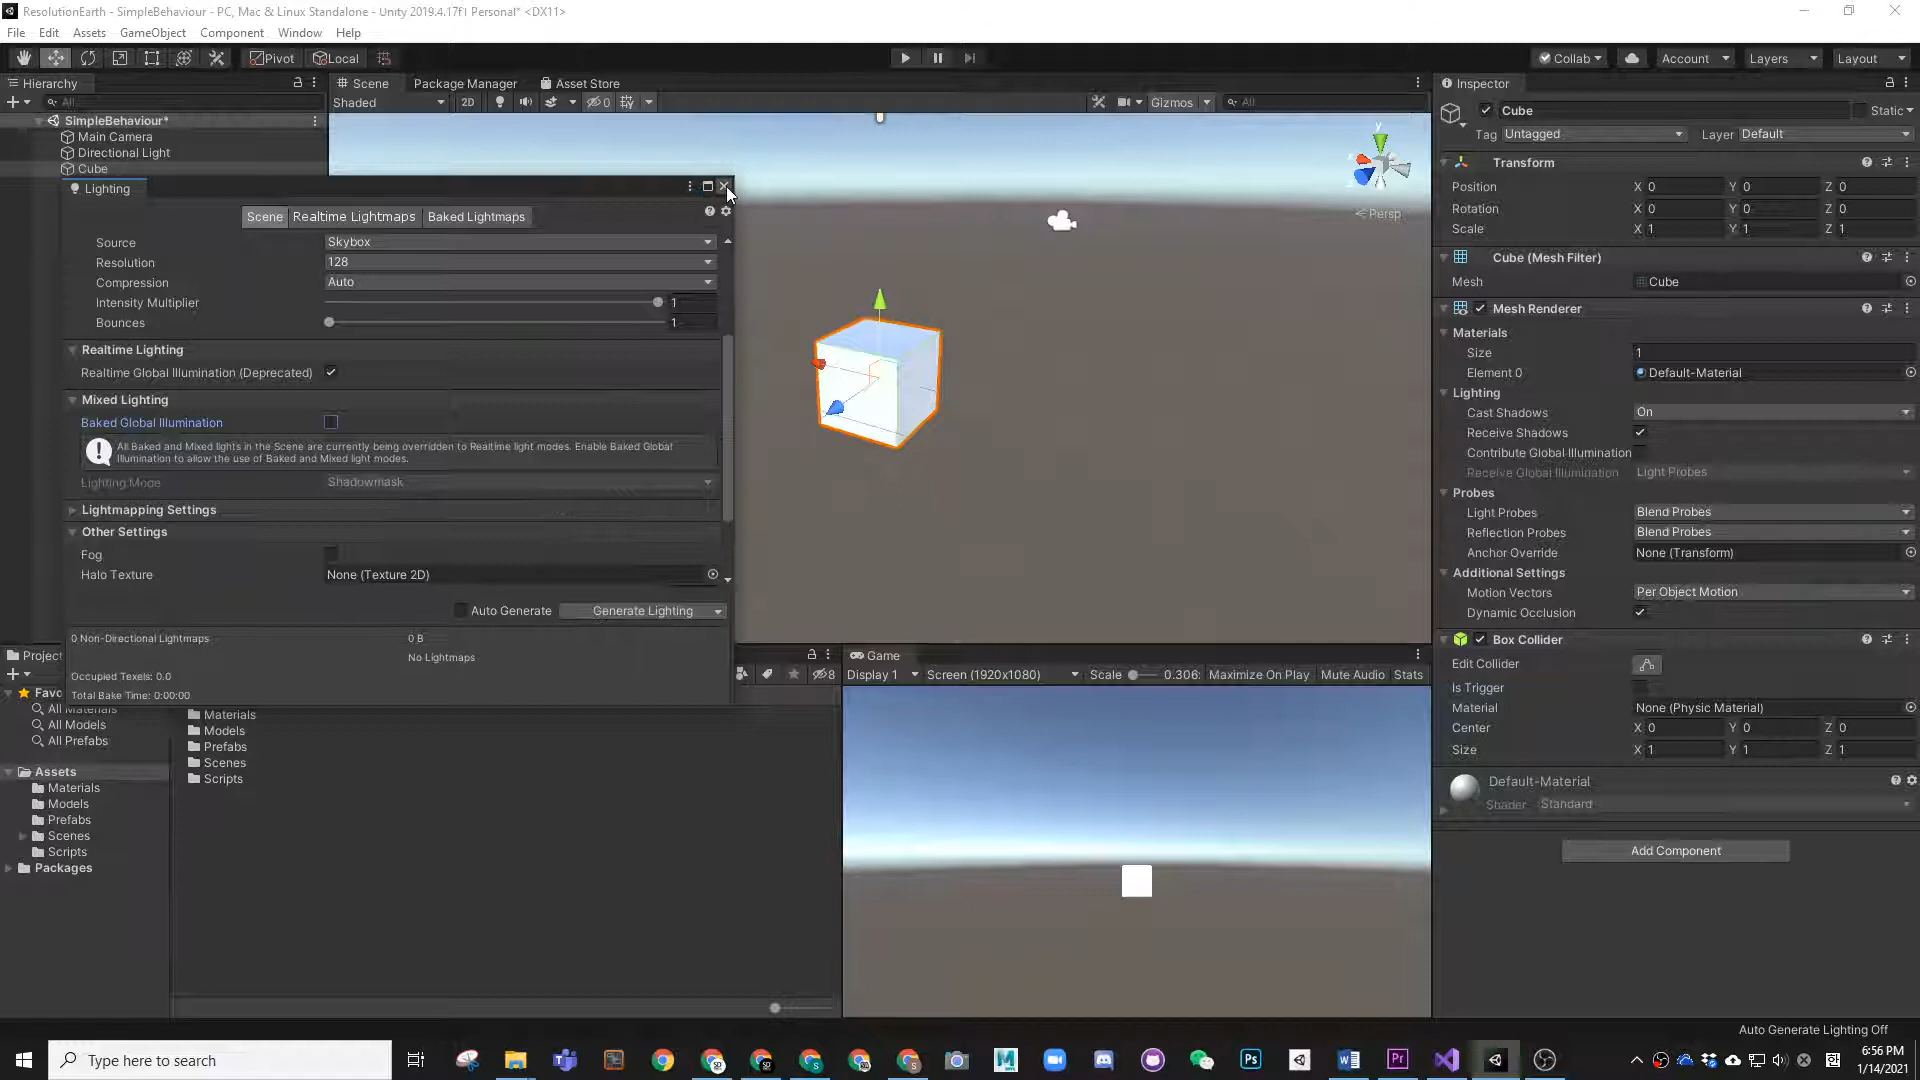 ResolutionEarth - SimpleBehaviour - PC, Mac & Linux Standalone - Unity 2019.4.17f1 Personal* <DX11>
File Edit Assets GameObject Component Window Help
Pivot Local Collab Account Layers Layout
Hierarchy Scene Package Manager Asset Store Inspector
All Shaded 2D 0 Gizmos All
SimpleBehaviour*
Main Camera
Directional Light
Cube
Lighting
Scene Realtime Lightmaps Baked Lightmaps
Source Skybox
Resolution 128
Compression Auto
Intensity Multiplier 1
Bounces 1
Realtime Lighting
Realtime Global Illumination (Deprecated)
Mixed Lighting
Baked Global Illumination
All Baked and Mixed lights in the Scene are currently being overridden to Realtime light modes. Enable Baked Global
Illumination to allow the use of Baked and Mixed light modes.
Lighting Mode Shadowmask
Lightmapping Settings
Other Settings
Fog
Halo Texture None (Texture 2D)
Auto Generate Generate Lighting
0 Non-Directional Lightmaps 0 B
No Lightmaps
Occupied Texels: 0.0
Total Bake Time: 0:00:00
y
< Persp
Cube Static
Tag Untagged Layer Default
Transform
Position X 0 Y 0 Z 0
Rotation X 0 Y 0 Z 0
Scale X 1 Y 1 Z 1
Cube (Mesh Filter)
Mesh Cube
Mesh Renderer
Materials
Size 1
Element 0 Default-Material
Lighting
Cast Shadows On
Receive Shadows
Contribute Global Illumination
Receive Global Illumination Light Probes
Probes
Light Probes Blend Probes
Reflection Probes Blend Probes
Anchor Override None (Transform)
Additional Settings
Motion Vectors Per Object Motion
Dynamic Occlusion
Box Collider
Edit Collider
Is Trigger
Material None (Physic Material)
Center X 0 Y 0 Z 0
Size X 1 Y 1 Z 1
Default-Material
Shader Standard
Add Component
Project
8
Favo
All Materials
All Models
All Prefabs
Assets
Materials
Models
Prefabs
Scenes
Scripts
Packages
Materials
Models
Prefabs
Scenes
Scripts
Game
Display 1 Screen (1920x1080) Scale 0.306: Maximize On Play Mute Audio Stats
Auto Generate Lighting Off
Type here to search
Ps
Pr
6:56 PM
1/14/2021